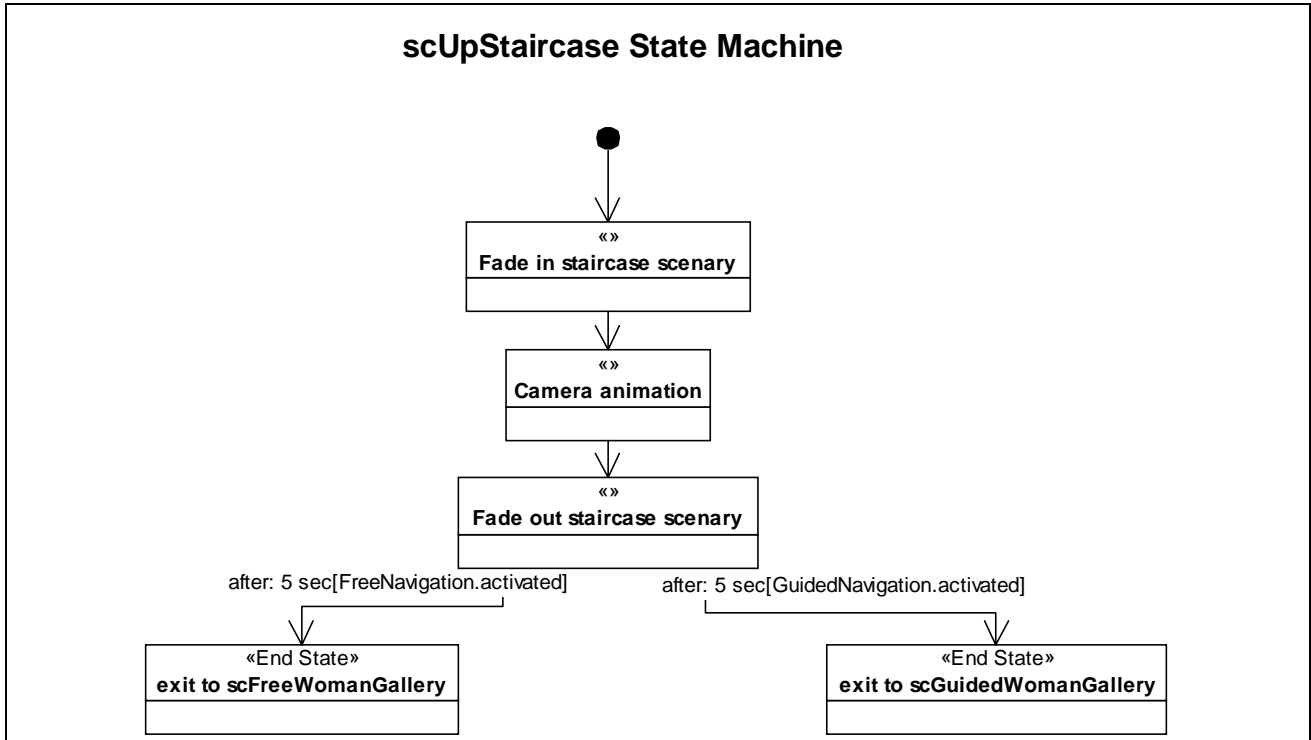 scUpStaircase State Machine
«»
Fade in staircase scenary
«»
Camera animation
«»
Fade out staircase scenary
after: 5 sec[FreeNavigation.activated]
after: 5 sec[GuidedNavigation.activated]
«End State»
exit to scFreeWomanGallery
«End State»
exit to scGuidedWomanGallery